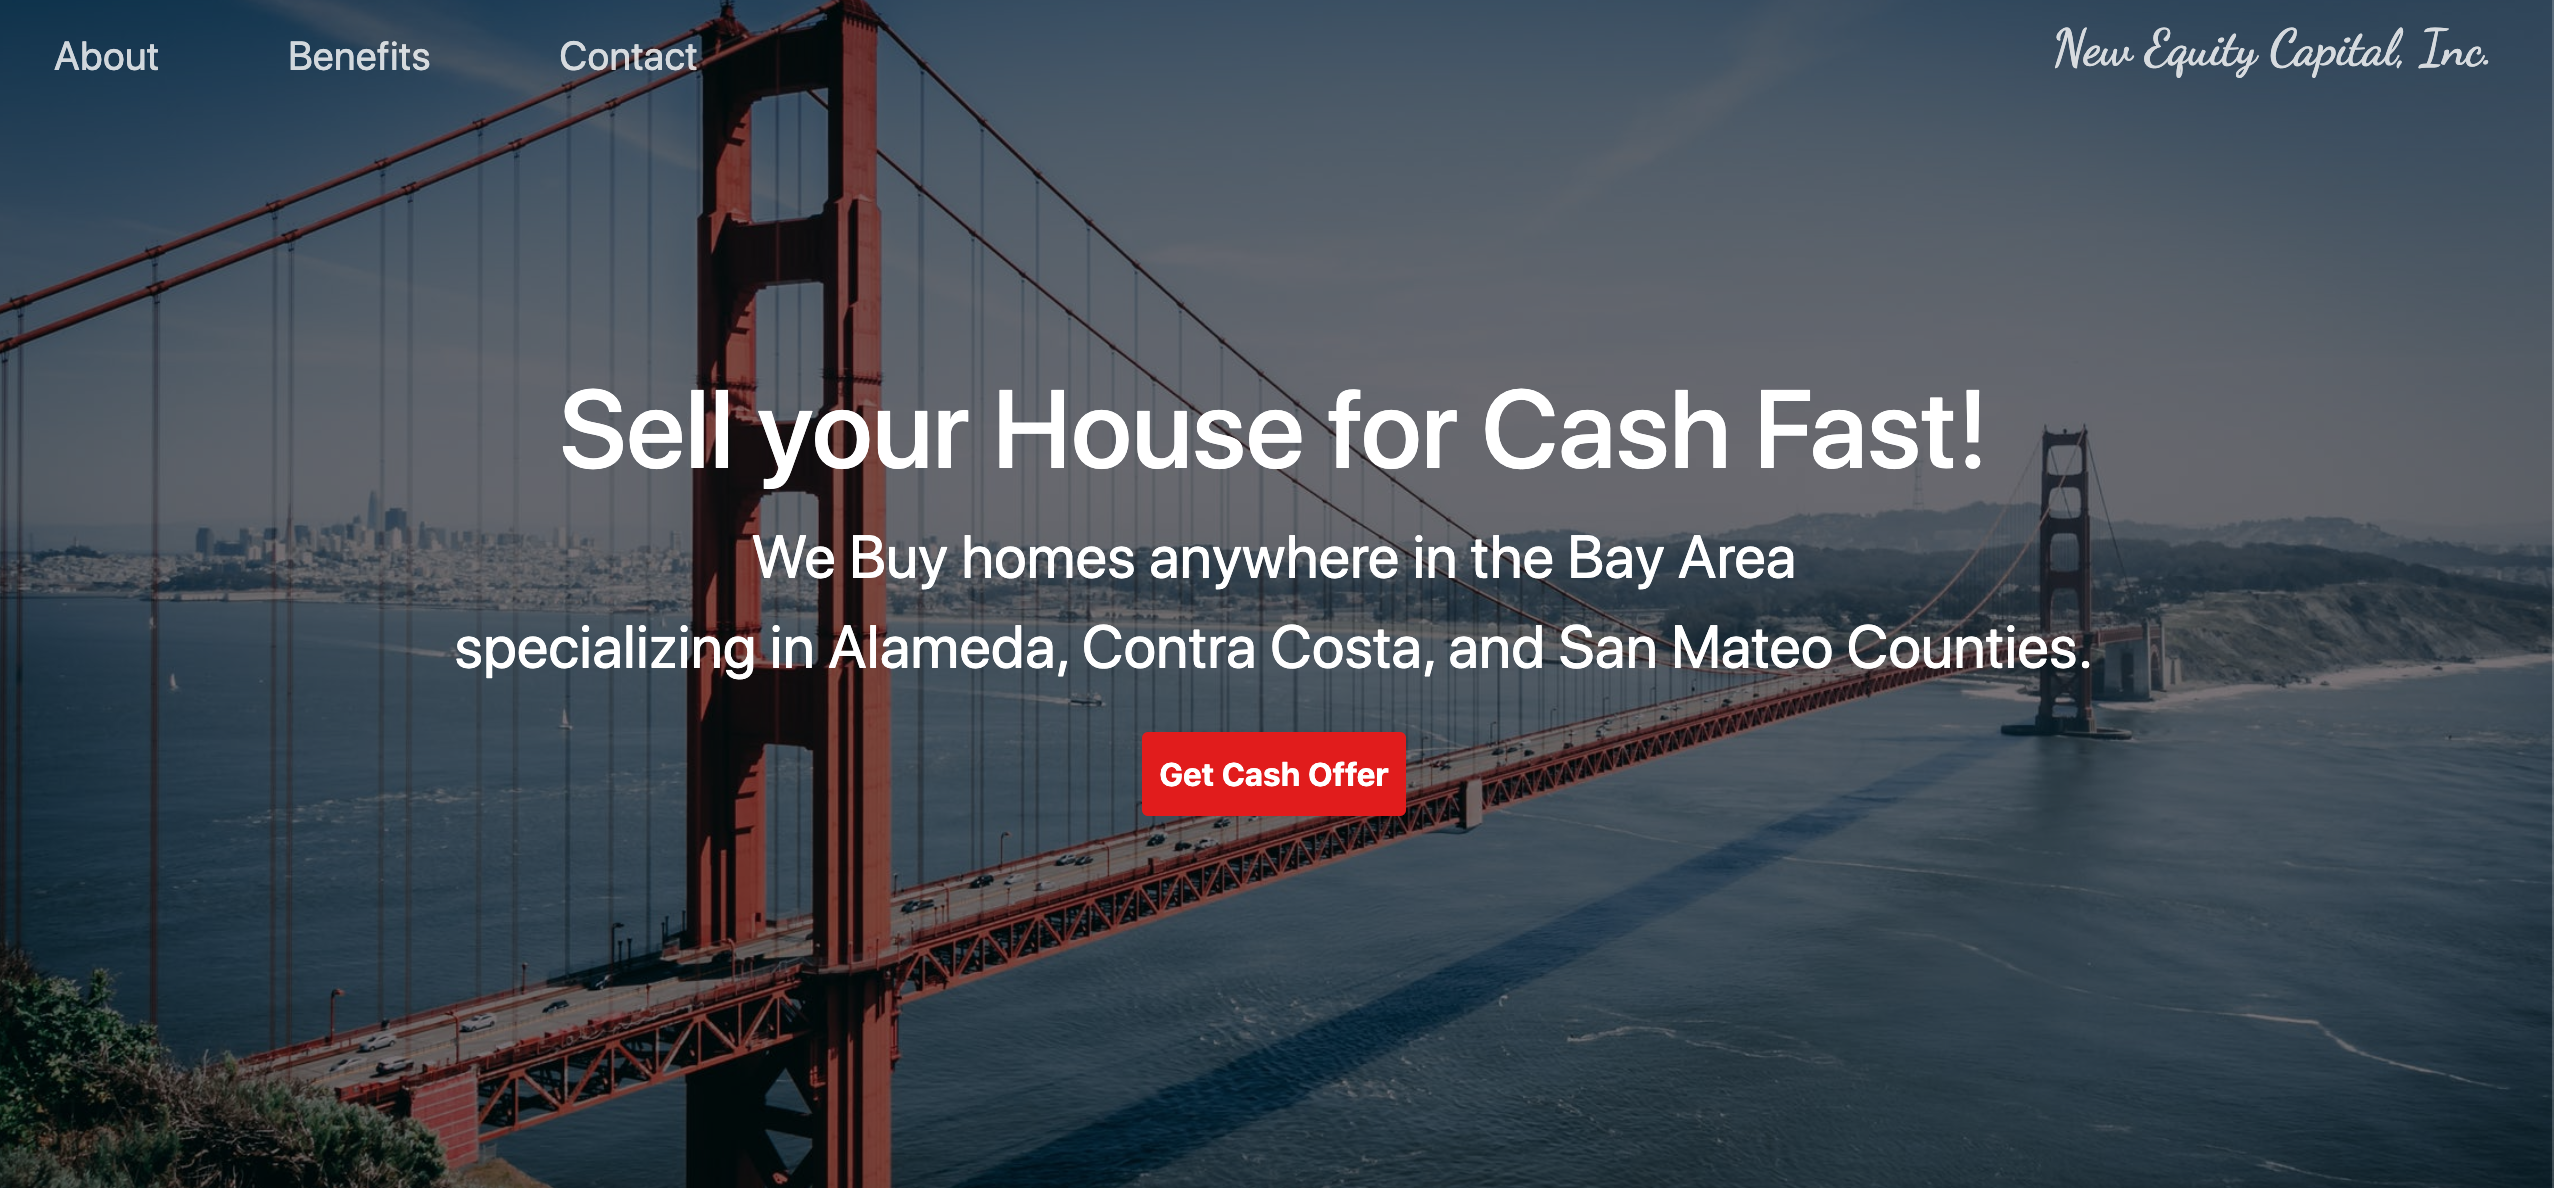 About Benefits Contact New Equity Capital, Inc.
Sell your House for Cash Fast!
We Buy homes anywhere in the Bay Area
specializing in Alameda, Contra Costa, and San Mateo Counties.
Get Cash Offer